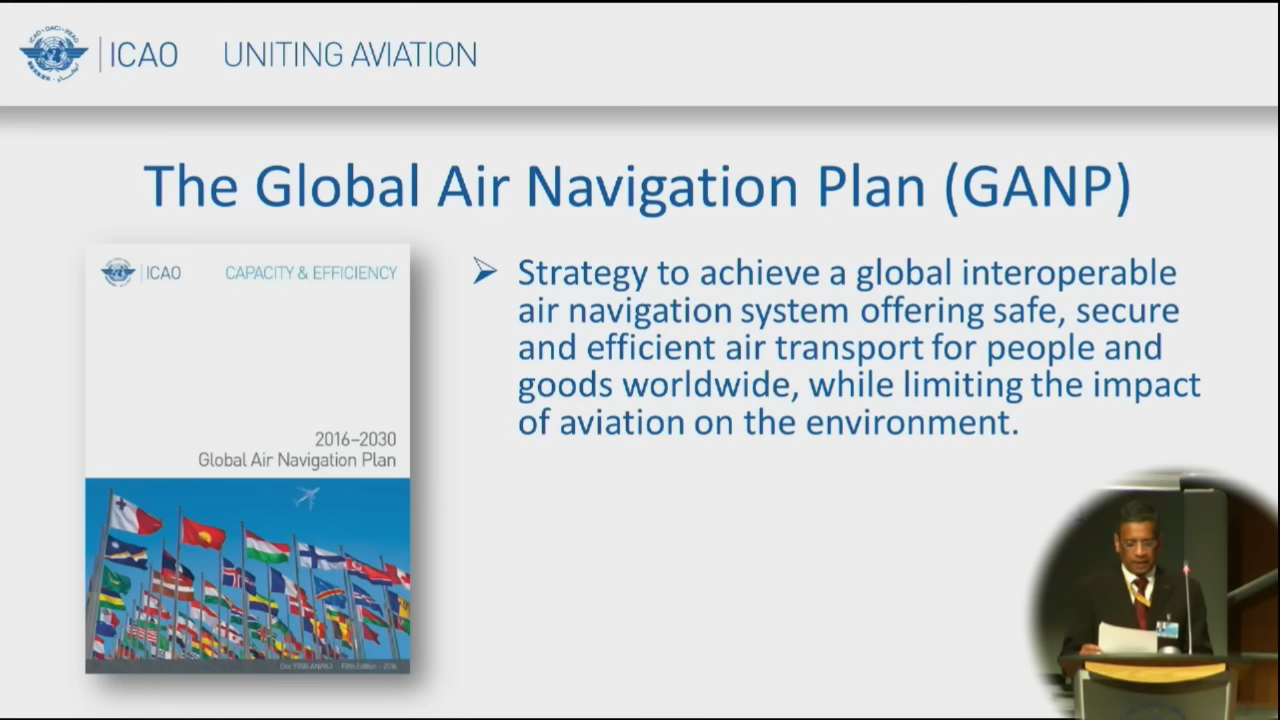 ICAO UNITING AVIATION
The Global Air Navigation Plan (GANP)
ICAO CAPACITY & EFFICIENCY
2016–2030
Global Air Navigation Plan
Strategy to achieve a global interoperable
air navigation system offering safe, secure
and efficient air transport for people and
goods worldwide, while limiting the impact
of aviation on the environment.